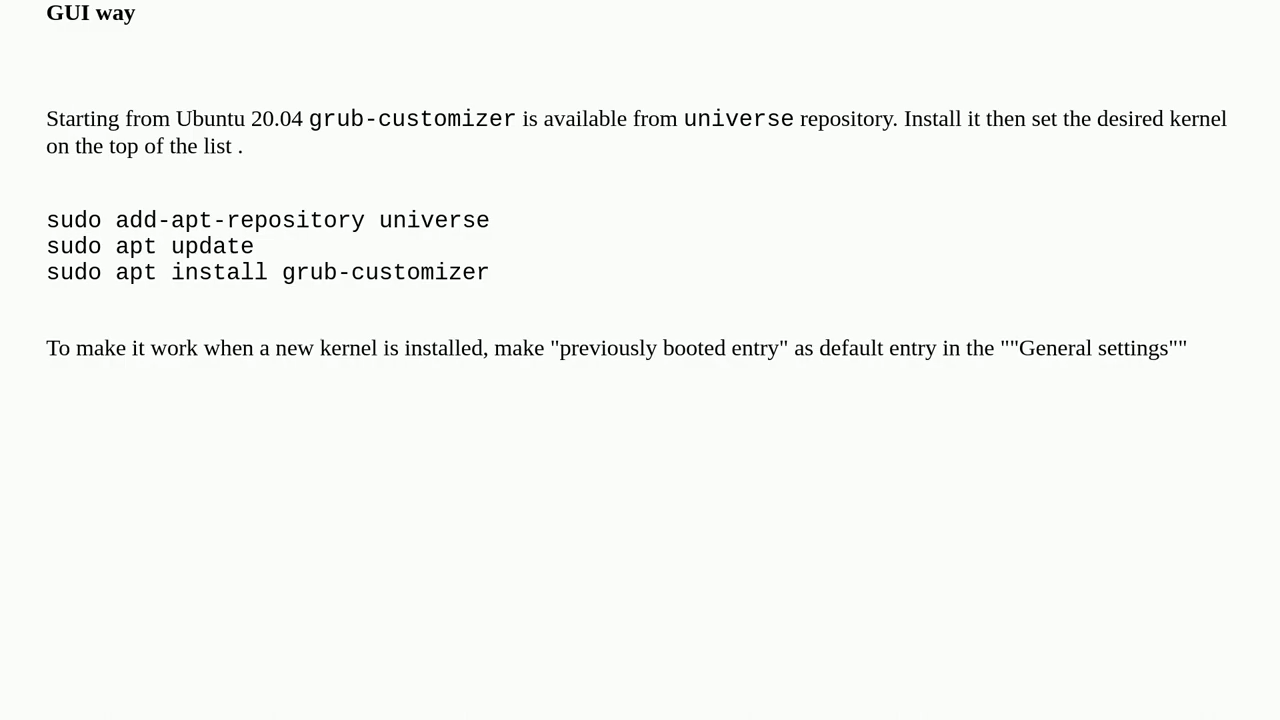 GUI way
Starting from Ubuntu 20.04 grub-customizer is available from universe repository. Install it then set the desired kernel
on the top of the list .
sudo add-apt-repository universe
sudo apt update
sudo apt install grub-customizer
To make it work when a new kernel is installed, make "previously booted entry" as default entry in the ""General settings""